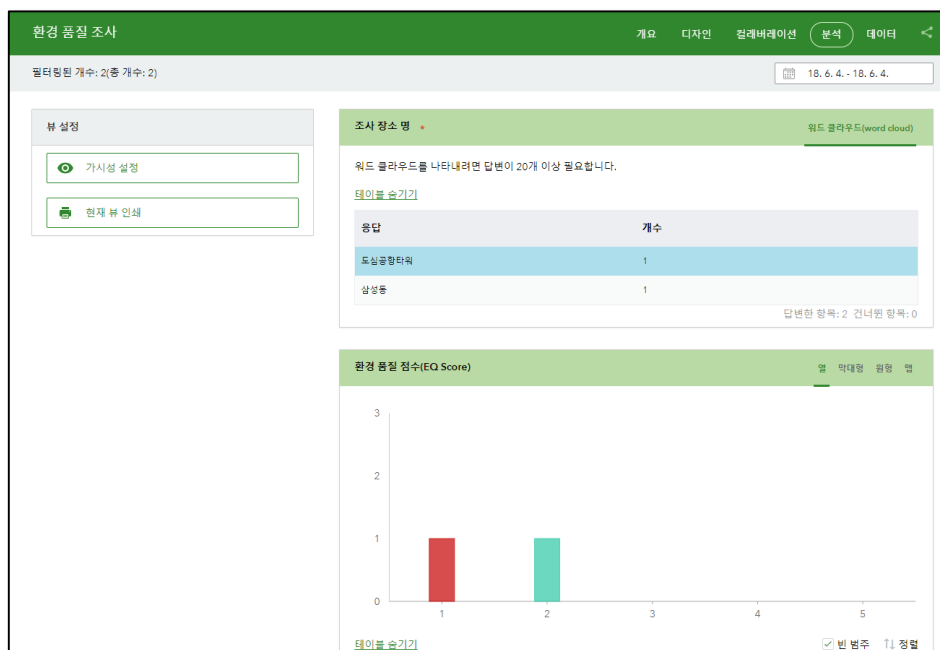 환경 품질 조사
개요 디자인 컬래버레이션 분석 데이터
필터링된 개수: 2(총 개수: 2)
18. 6. 4. - 18. 6. 4.
뷰 설정
가시성 설정
현재 뷰 인쇄
조사 장소 명 *
워드 클라우드(word cloud)
워드 클라우드를 나타내려면 답변이 20개 이상 필요합니다.
테이블 숨기기
응답 개수
도심공항타워 1
삼성동 1
답변한 항목: 2 건너뛴 항목: 0
환경 품질 점수(EQ Score)
열 막대형 원형 맵
3
2
1
0
1 2 3 4 5
테이블 숨기기
빈 범주 정렬